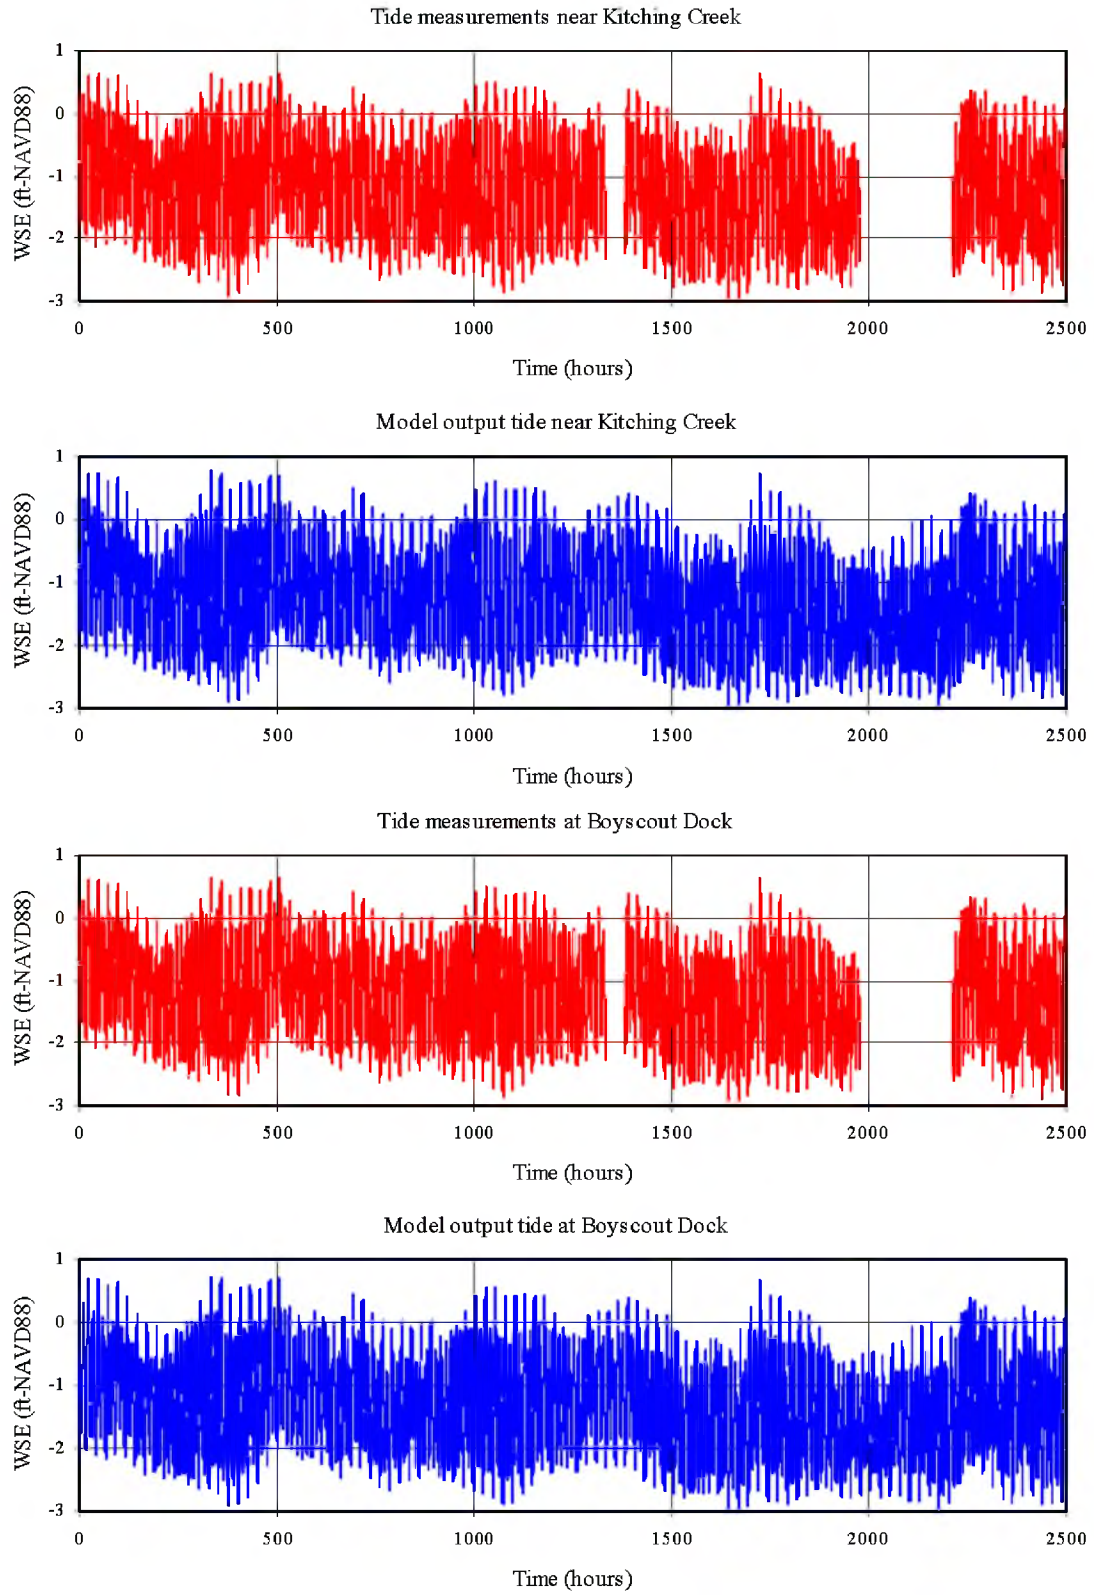 Tide measurements near Kitching Creek
1
0
-1
-2
-3
WSE (ft-NAVD88)
0 500 1000 1500 2000 2500
Time (hours)
Model output tide near Kitching Creek
1
0
-1
-2
-3
WSE (ft-NAVD88)
0 500 1000 1500 2000 2500
Time (hours)
Tide measurements at Boyscout Dock
1
0
-1
-2
-3
WSE (ft-NAVD88)
0 500 1000 1500 2000 2500
Time (hours)
Model output tide at Boyscout Dock
1
0
-1
-2
-3
WSE (ft-NAVD88)
0 500 1000 1500 2000 2500
Time (hours)